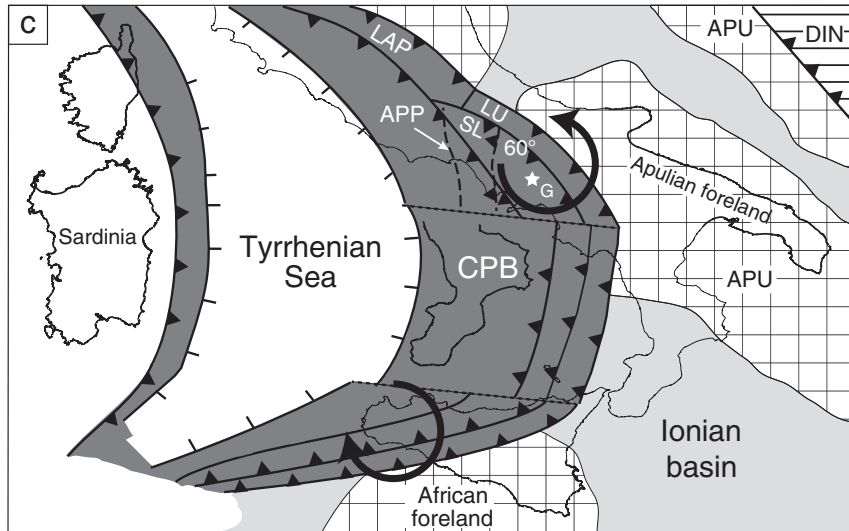 C
LAP
APU
DIN
LU
APP
SL
60°
G
Apulian foreland
Sardinia
Tyrrhenian
Sea
CPB
APU
Ionian
basin
African
foreland